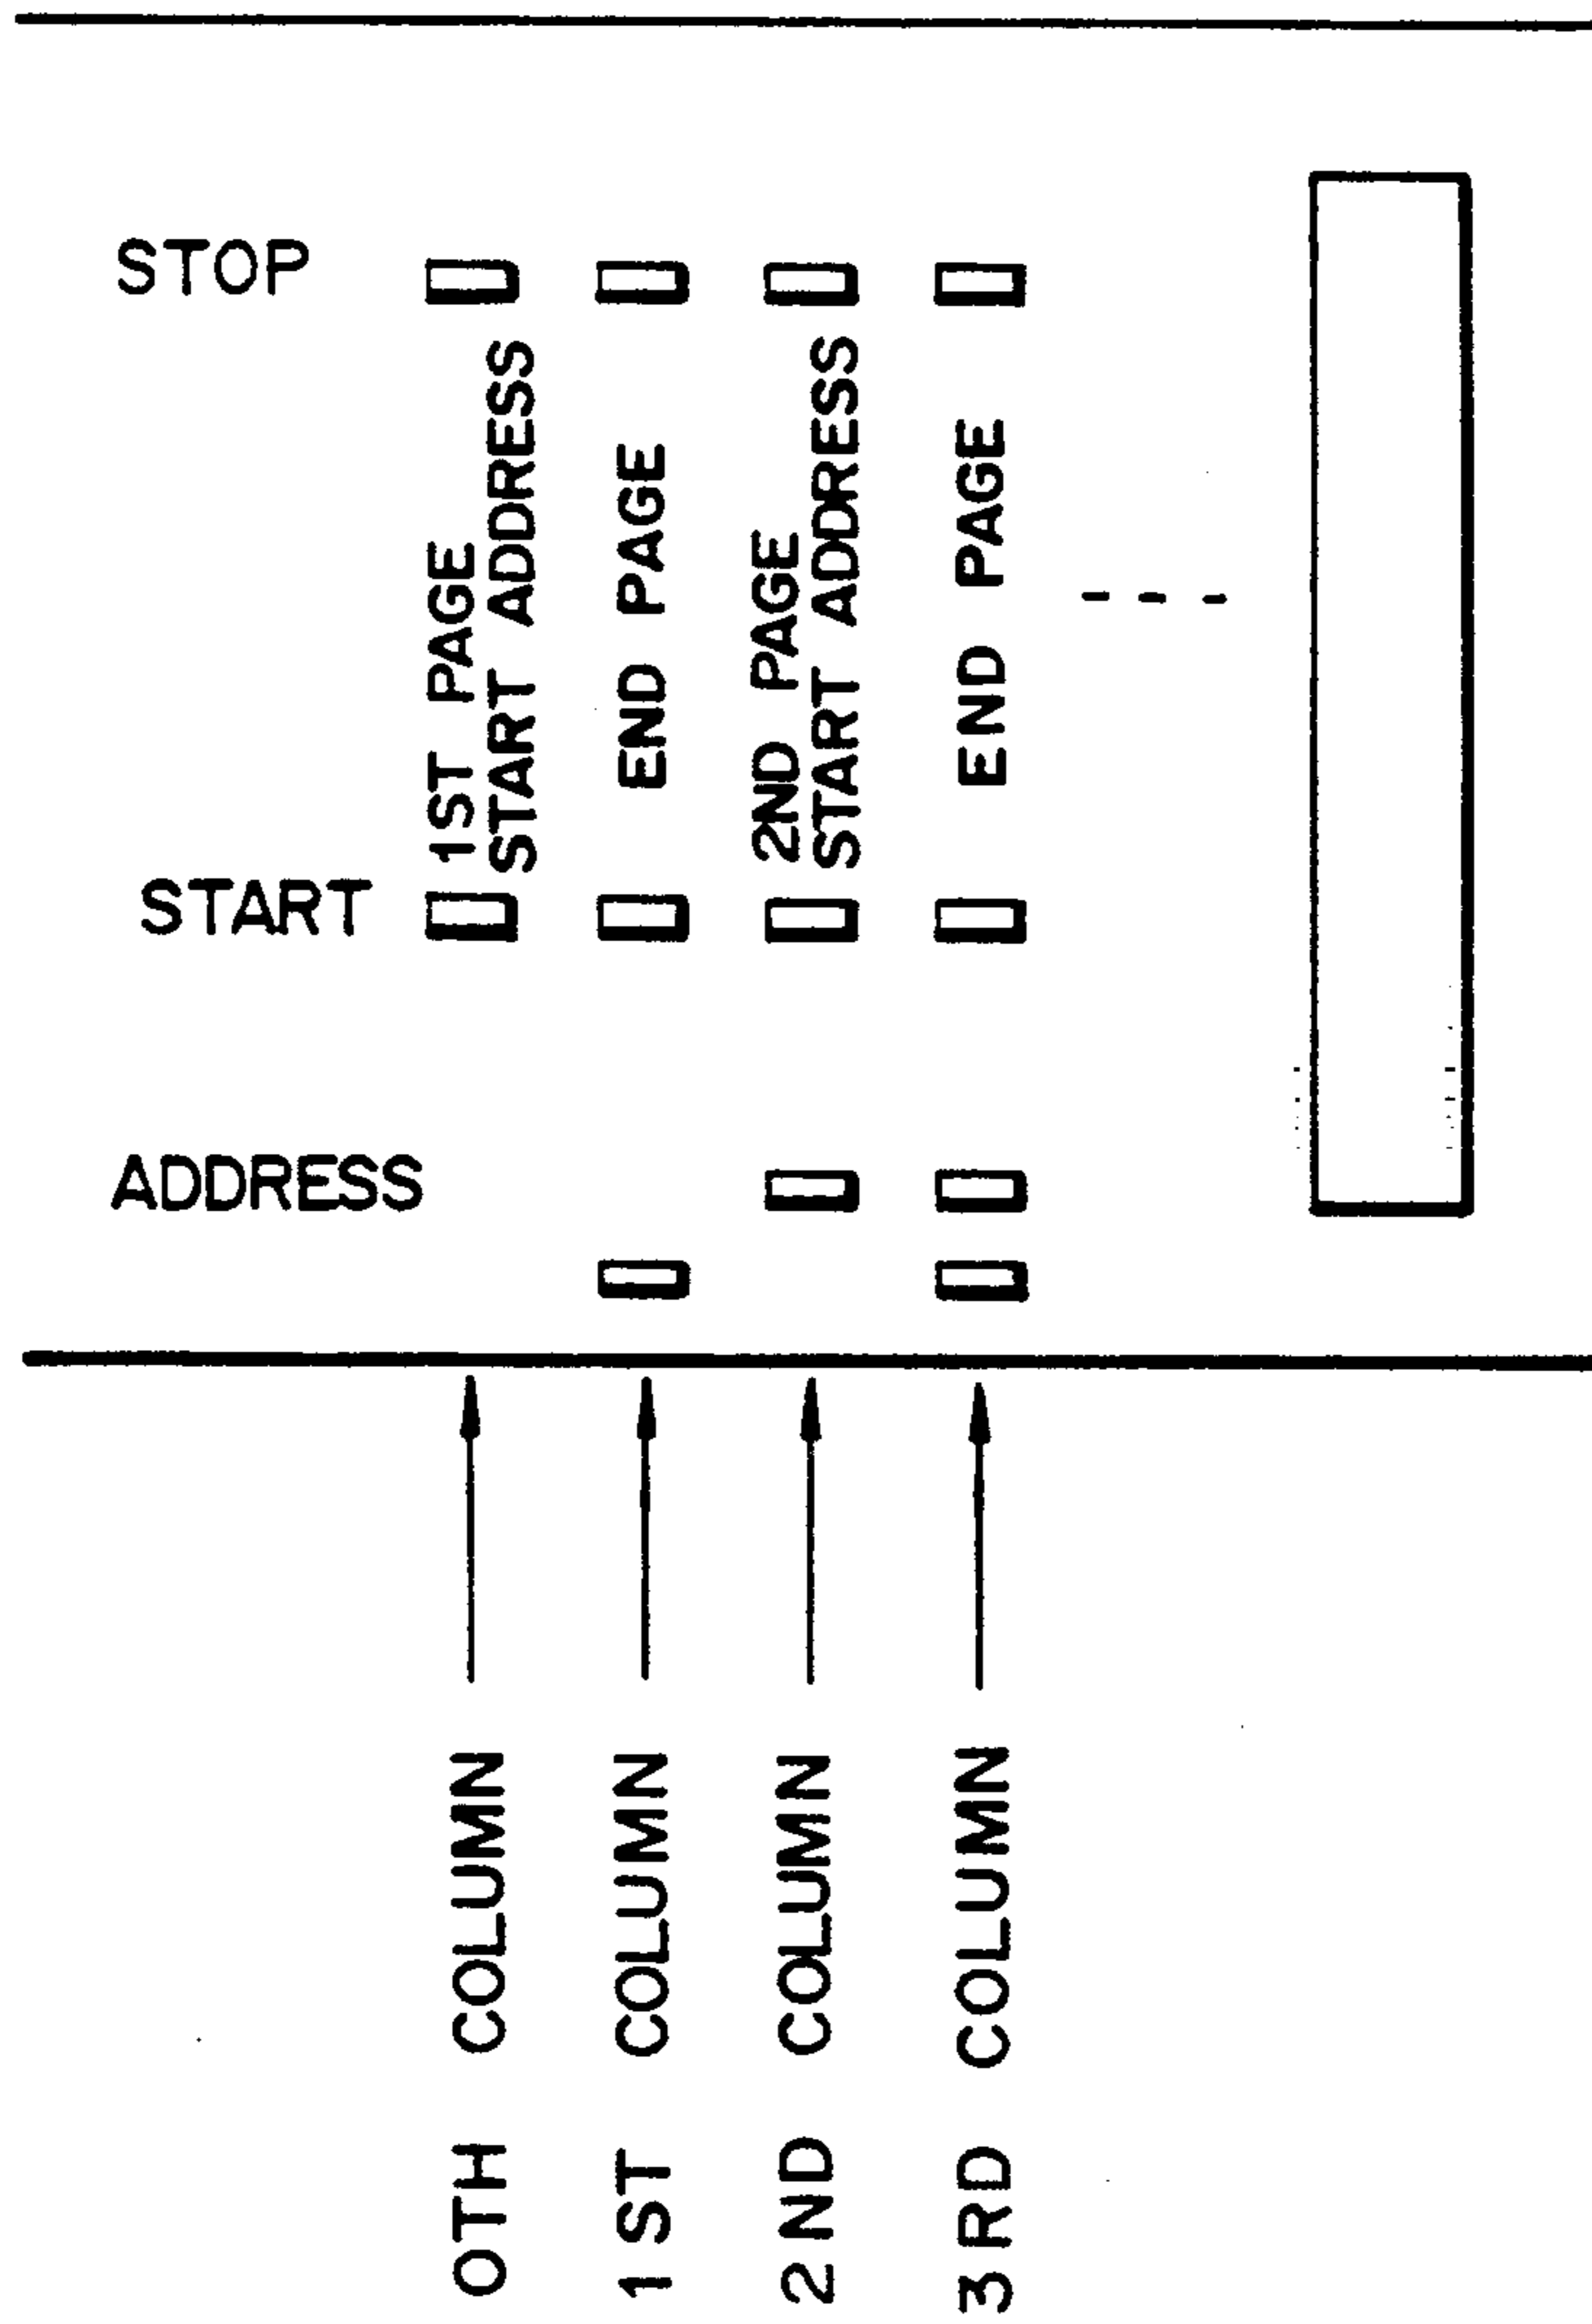 STOP
START
ADDRESS
1ST PAGE
START ADDRESS
END PAGE
2ND PAGE
START ADDRESS
END PAGE
OTH COLUMN
1ST COLUMN
2ND COLUMN
3RD COLUMN